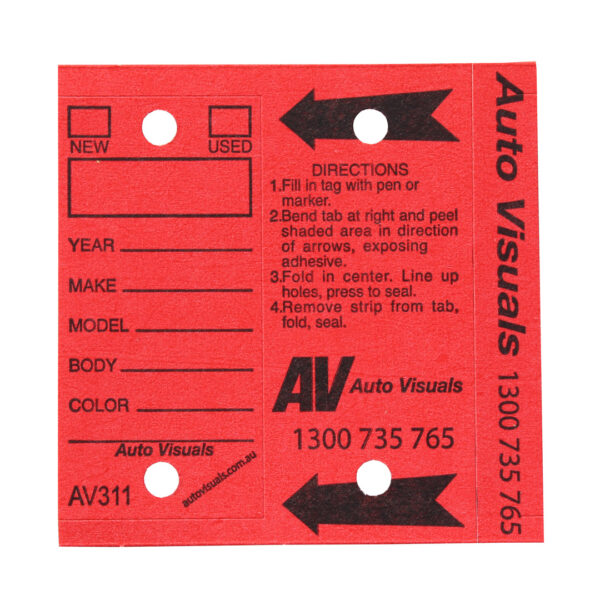 NEW
USED
YEAR
MAKE
MODEL
BODY
COLOR
Auto Visuals
autovisuals.com.au
AV311
DIRECTIONS
1.Fill in tag with pen or
marker.
2.Bend tab at right and peel
shaded area in direction
of arrows, exposing
adhesive.
3.Fold in center. Line up
holes, press to seal.
4.Remove strip from tab,
fold, seal.
AV Auto Visuals
1300 735 765
Auto Visuals 1300 735 765